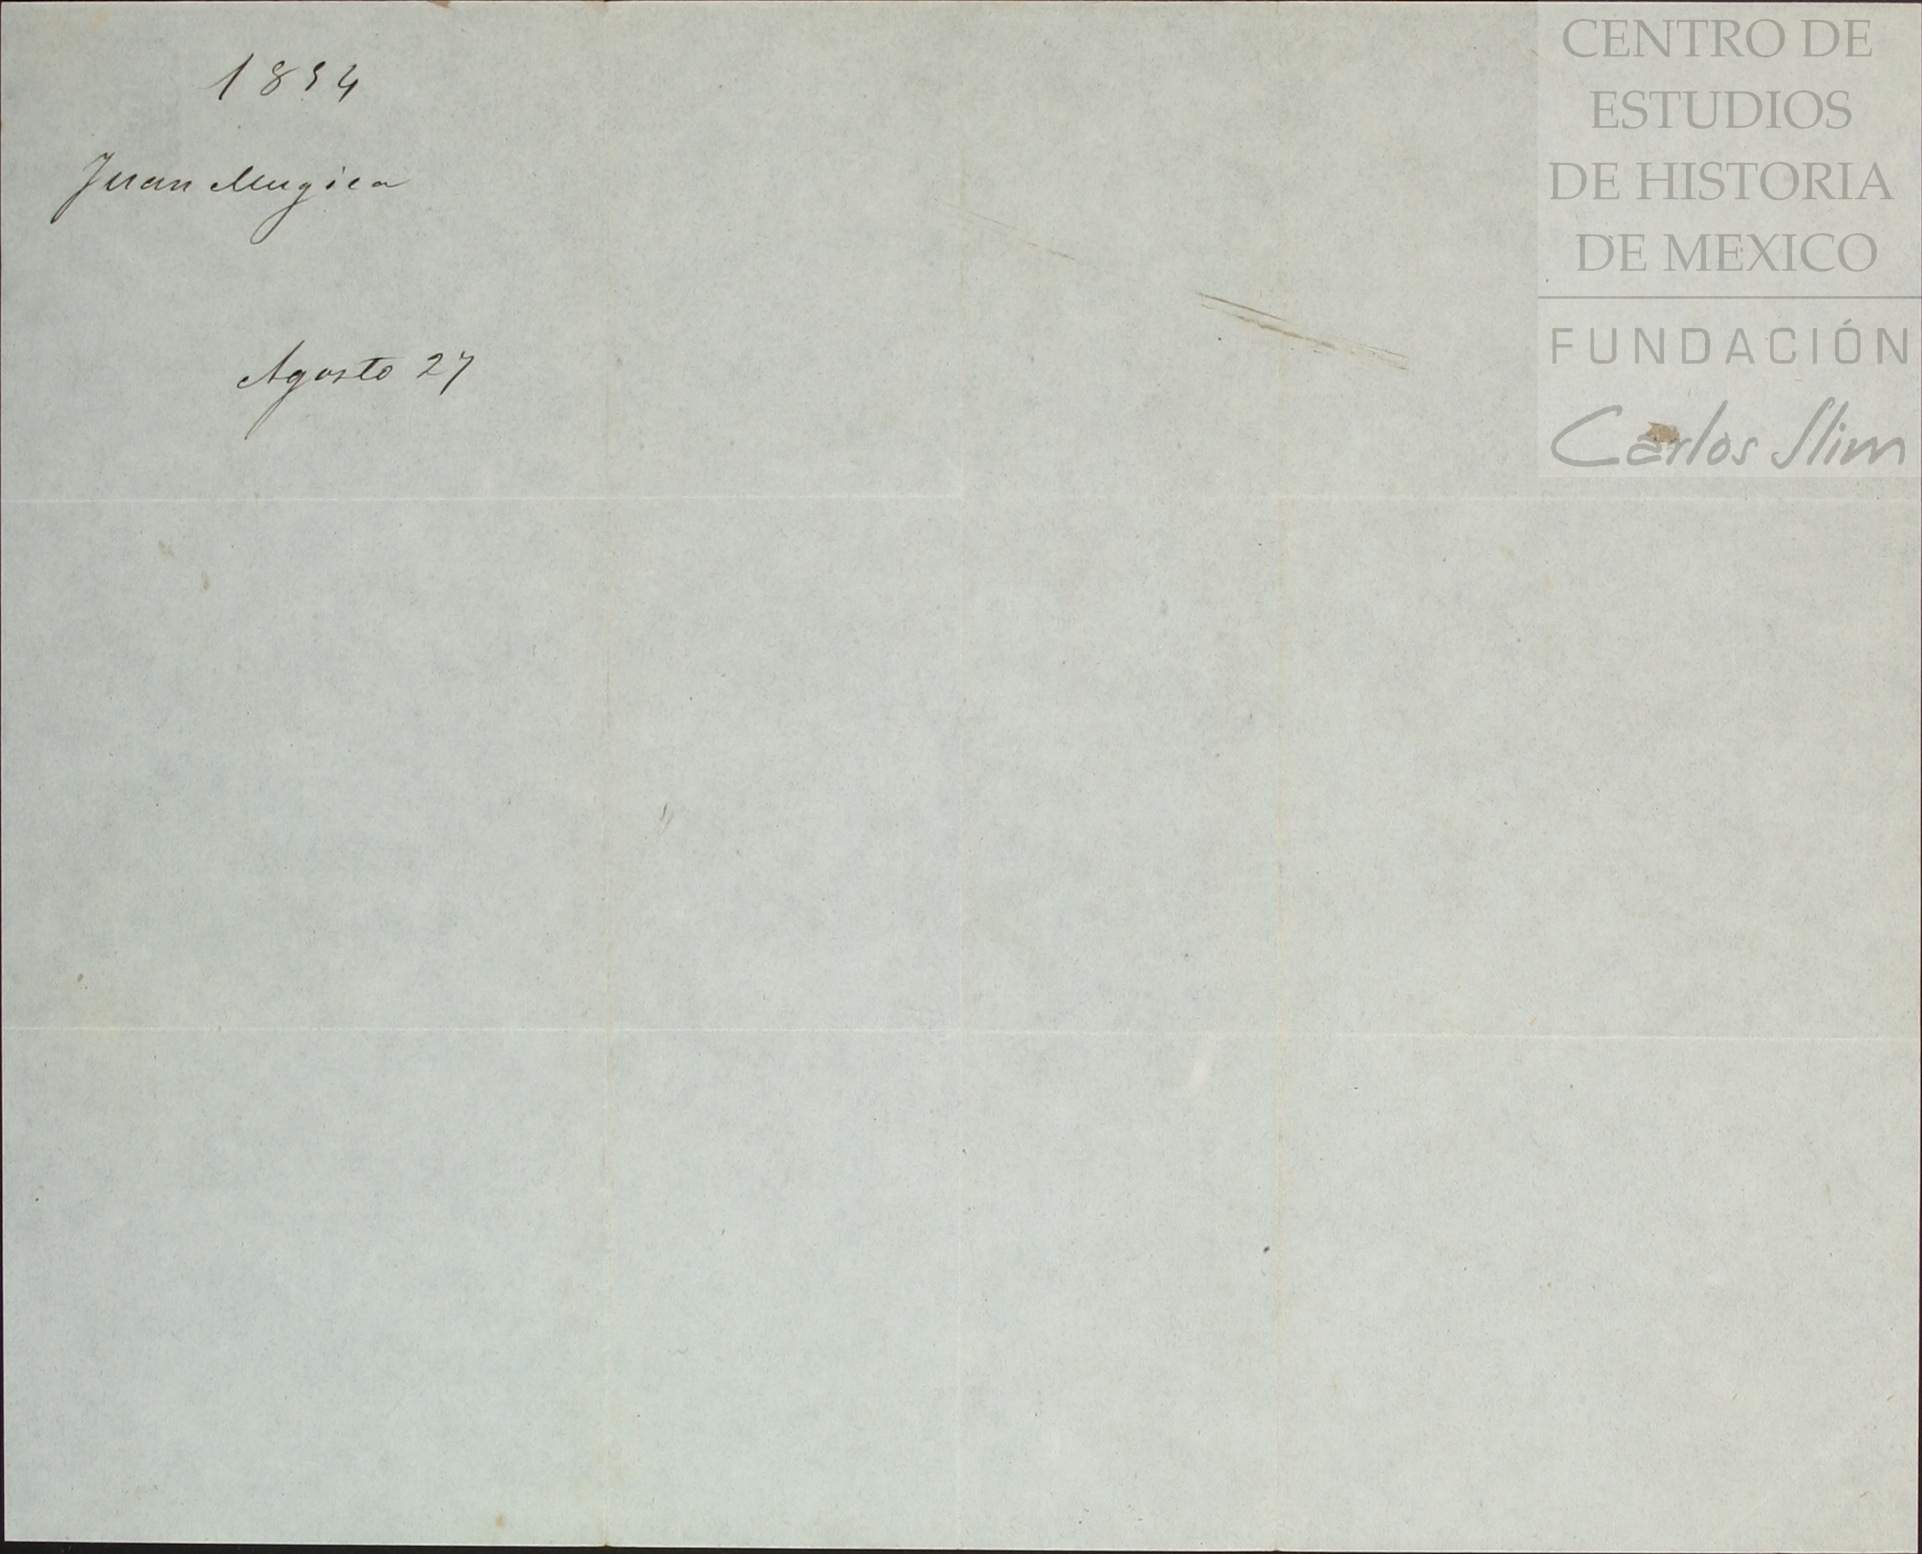 1854
Juan Mugica
Agosto 27
CENTRO DE
ESTUDIOS
DE HISTORIA
DE MEXICO
FUNDACIÓN
Carlos Slim